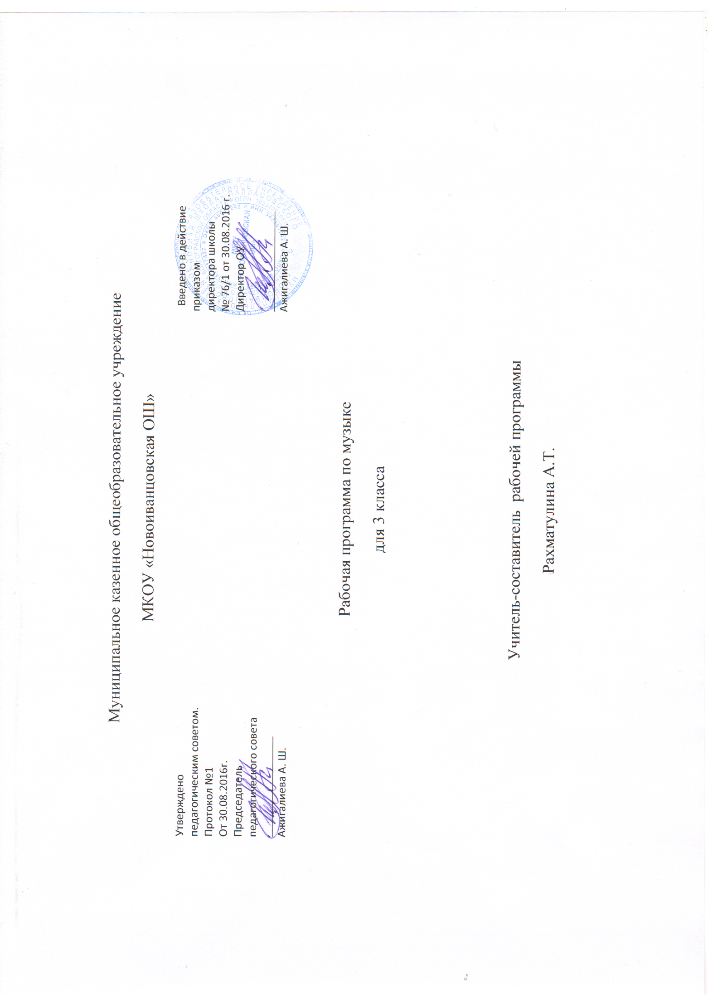 Муниципальное казенное общеобразовательное учреждение
МКОУ «Новоиванцовская ОШ»
Утверждено
педагогическим советом.
Протокол №1
От 30.08.2016г.
Председатель
педагогического совета
Ажигалиева А. Ш.
Введено в действие
приказом
директора школы
№ 76/1 от 30.08.2016 г.
Директор ОУ
Ажигалиева А. Ш.
Рабочая программа по музыке
для 3 класса
Учитель-составитель рабочей программы
Рахматулина А.Т.